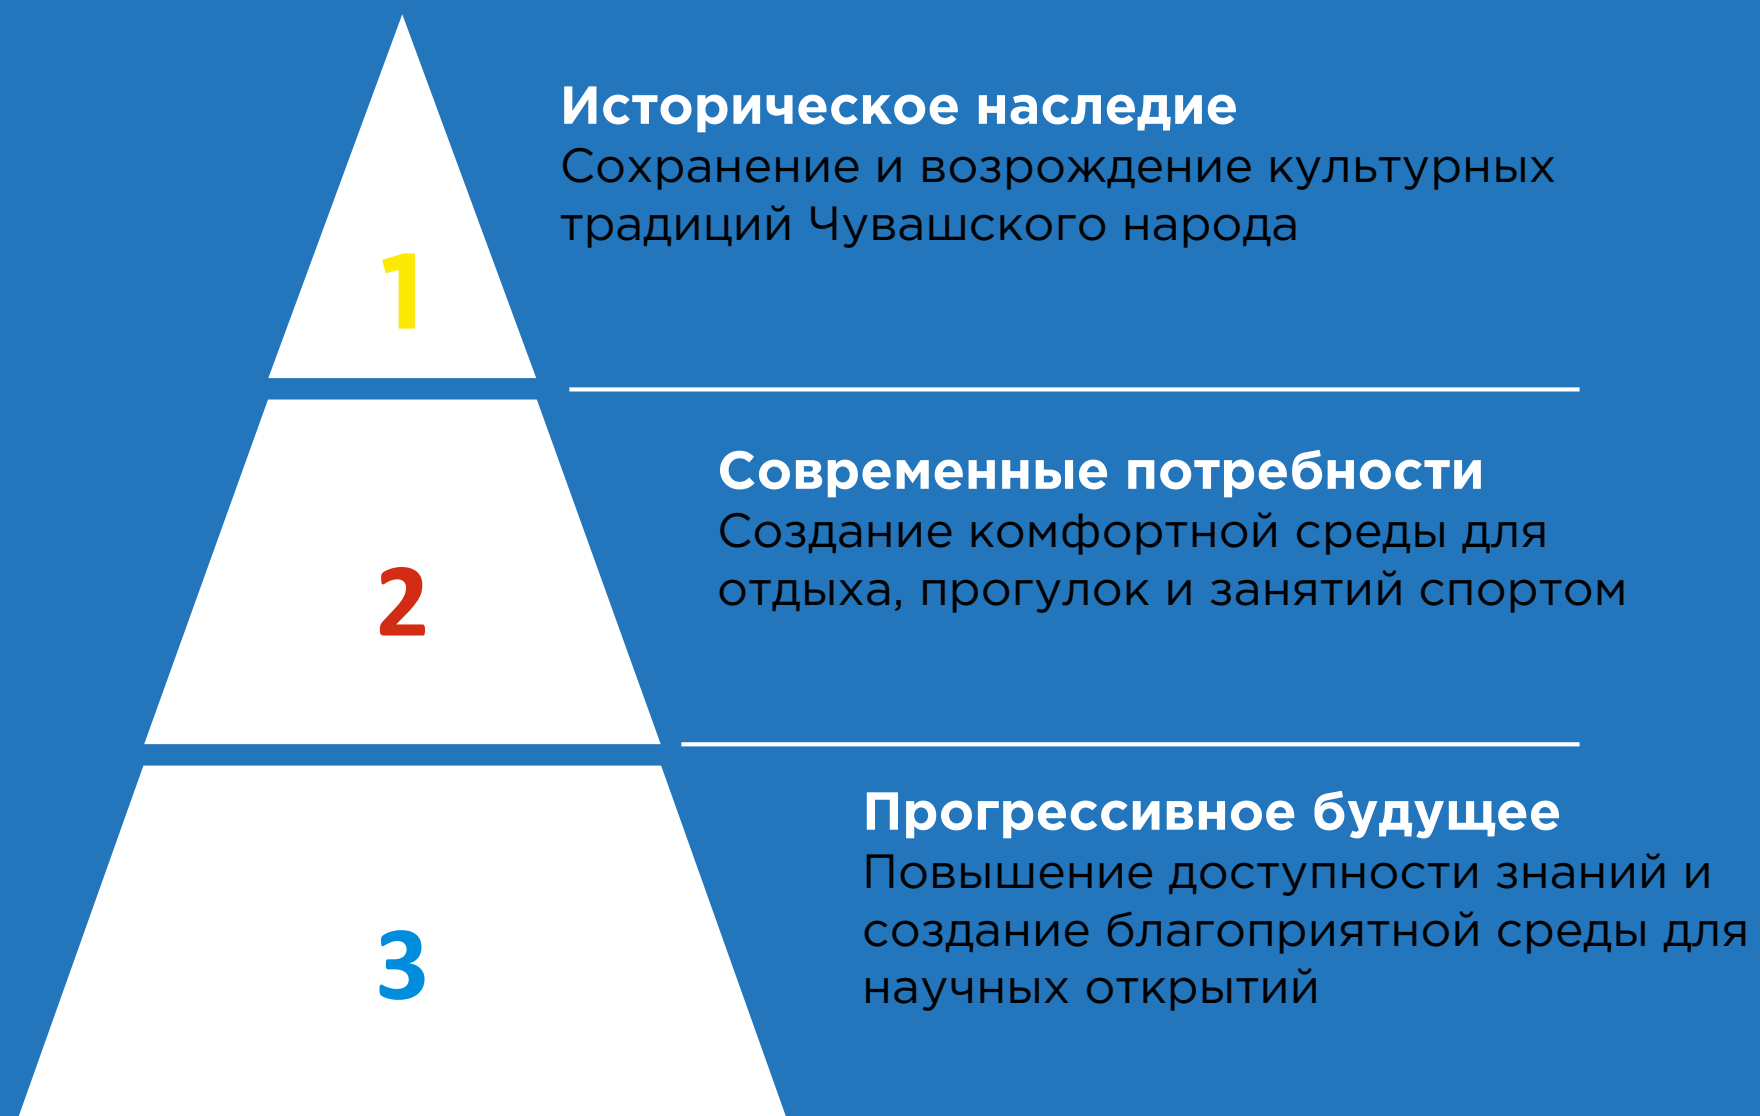 Историческое наследие
Сохранение и возрождение культурных
традиций Чувашского народа
1
Современные потребности
Создание комфортной среды для
отдыха, прогулок и занятий спортом
2
Прогрессивное будущее
Повышение доступности знаний и
создание благоприятной среды для
научных открытий
3